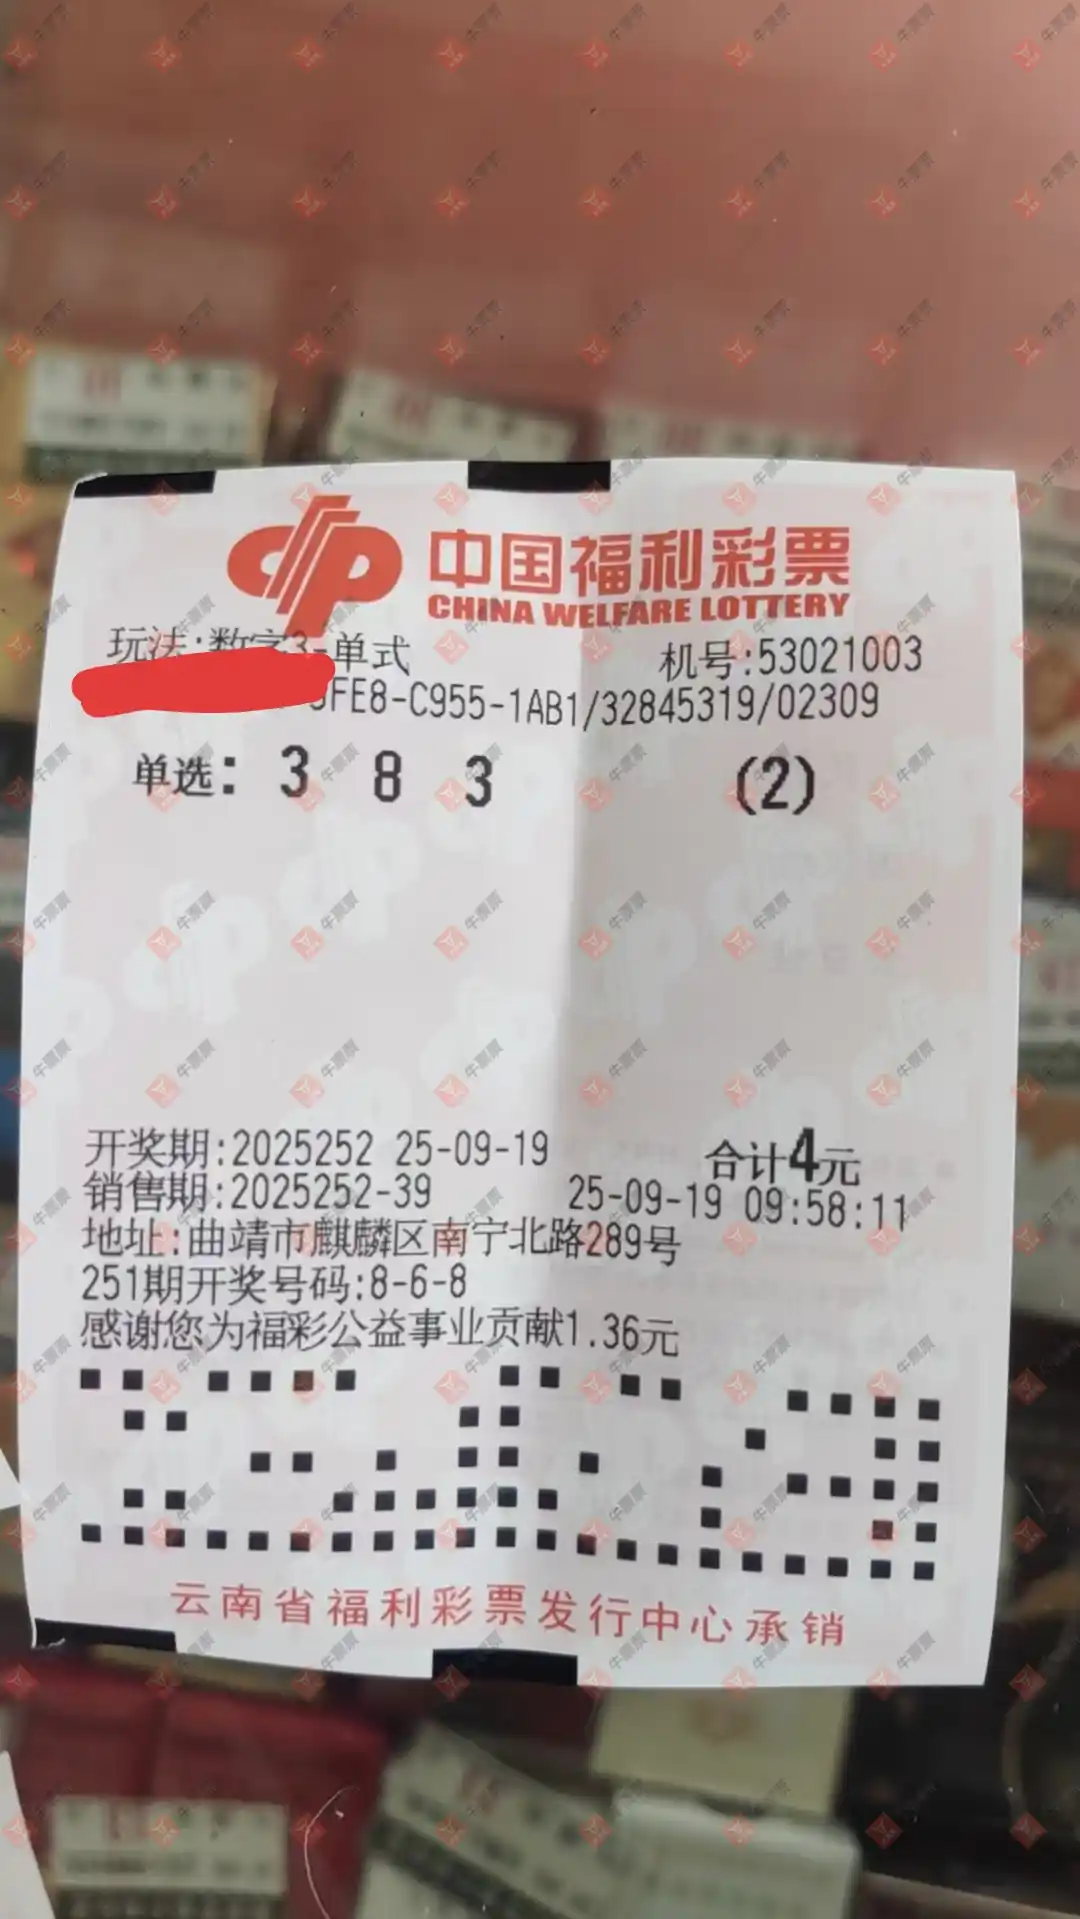 中国福利彩票
CHINA WELFARE LOTTERY
玩法:数字3-单式 机号:53021003
FE8-C955-1AB1/32845319/02309
单选: 3 8 3 (2)
开奖期:2025252 25-09-19 合计4元
销售期:2025252-39 25-09-19 09:58:11
地址:曲靖市麒麟区南宁北路289号
251期开奖号码:8-6-8
感谢您为福彩公益事业贡献1.36元
云南省福利彩票发行中心承销
牛票票